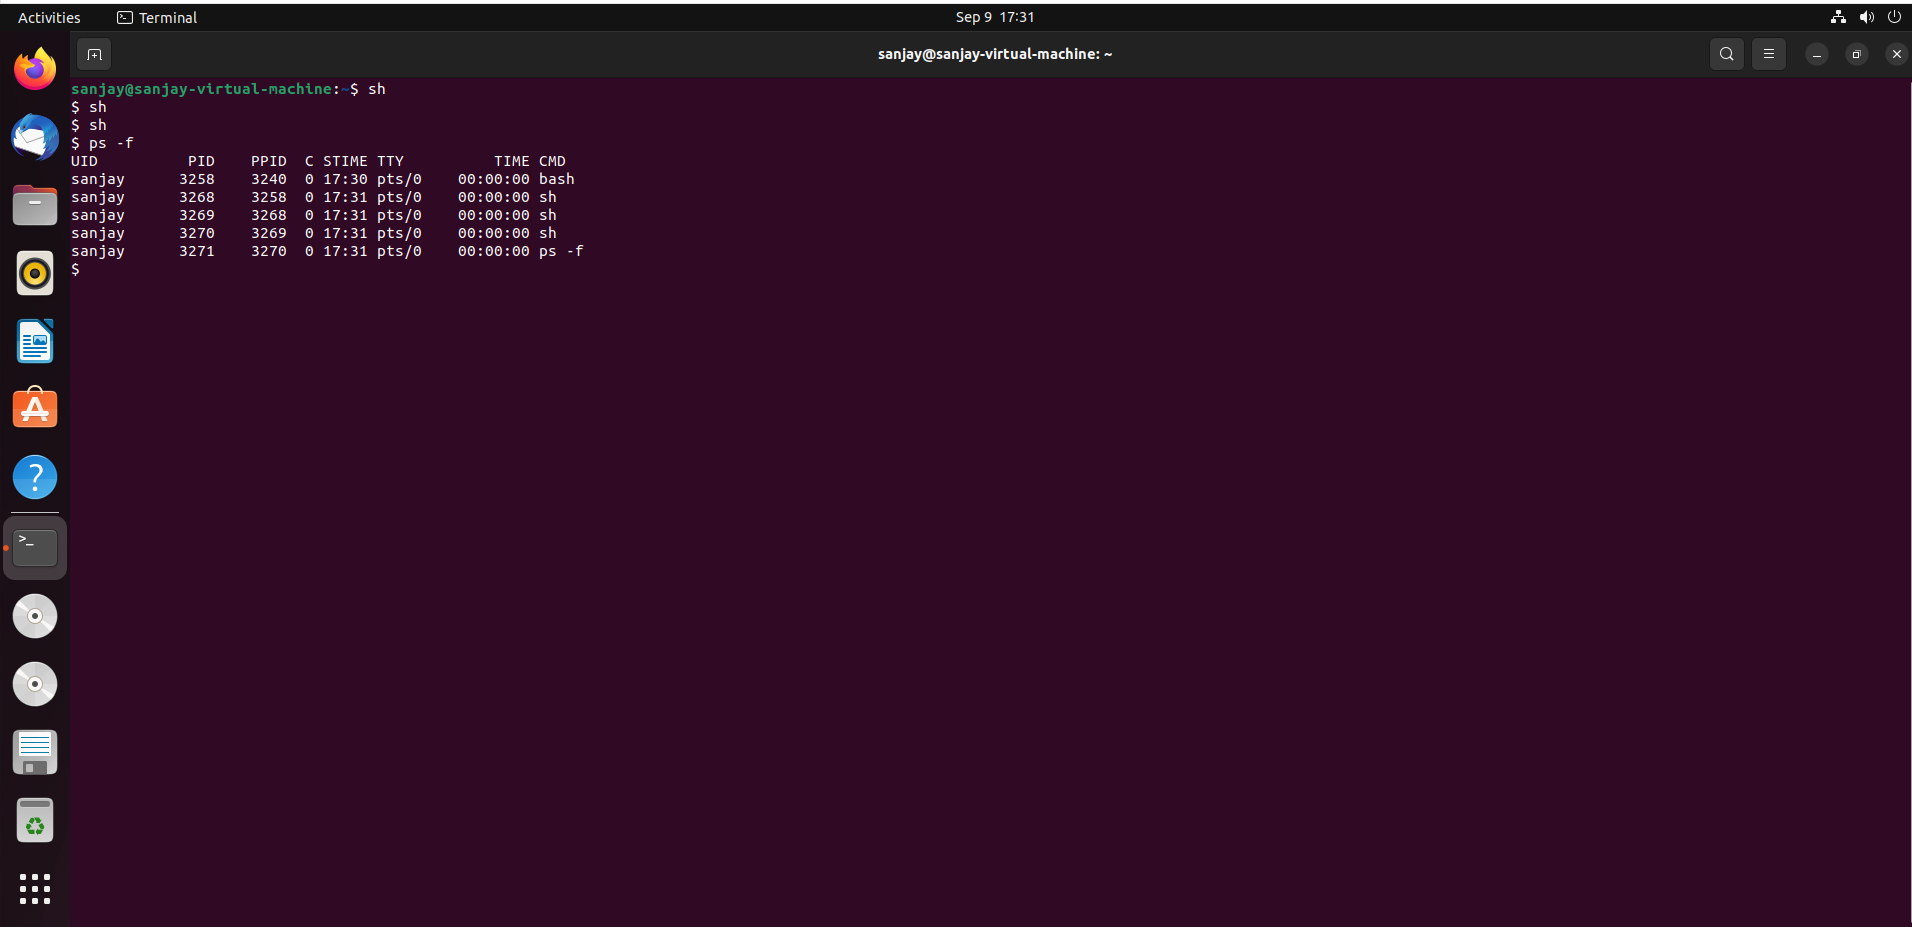 Activities Terminal Sep 9 17:31
sanjay@sanjay-virtual-machine: ~
sanjay@sanjay-virtual-machine:~$ sh
$ sh
$ sh
$ ps -f
UID          PID    PPID  C STIME TTY          TIME CMD
sanjay      3258    3240  0 17:30 pts/0    00:00:00 bash
sanjay      3268    3258  0 17:31 pts/0    00:00:00 sh
sanjay      3269    3268  0 17:31 pts/0    00:00:00 sh
sanjay      3270    3269  0 17:31 pts/0    00:00:00 sh
sanjay      3271    3270  0 17:31 pts/0    00:00:00 ps -f
$